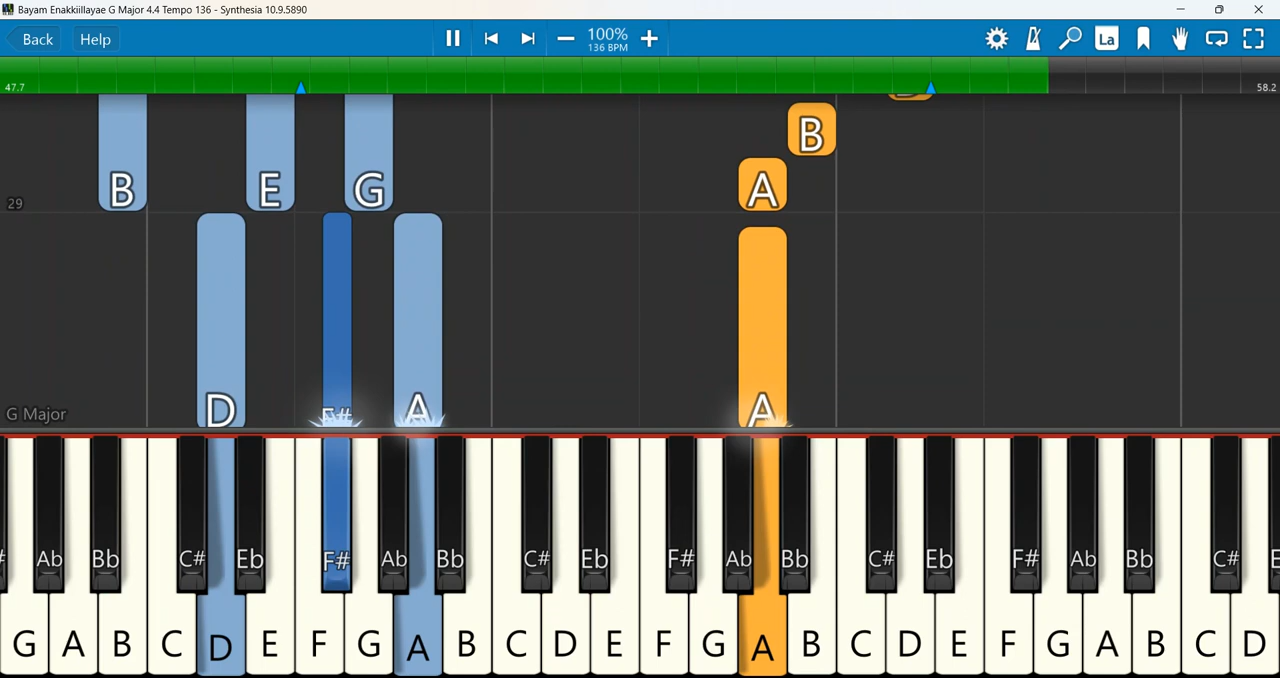 Bayam Enakkiillayae G Major 4.4 Tempo 136 - Synthesia 10.9.5890
Back Help 100% La
136 BPM
47.7 58.2
B
B E G A
29
D F# A A
G Major
Ab Bb C# Eb F# Ab Bb C# Eb F# Ab Bb C# Eb F# Ab Bb C#
G A B C D E F G A B C D E F G A B C D E F G A B C D